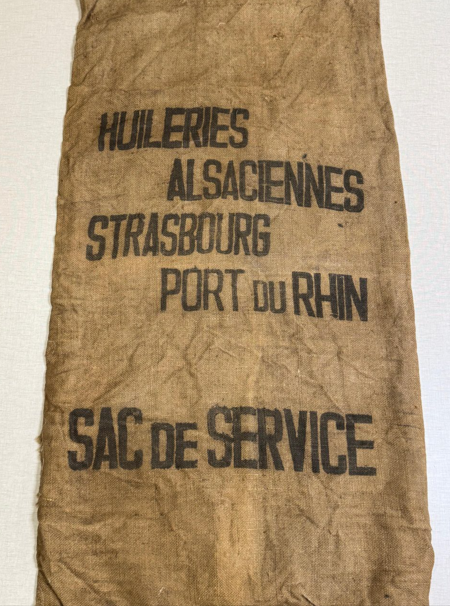 HUILERIES
ALSACIENNES
STRASBOURG
PORT DU RHIN
SAC DE SERVICE